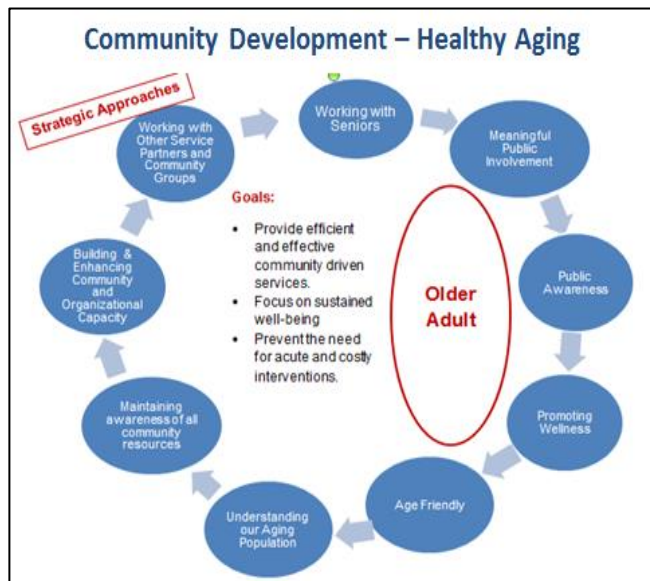 Community Development – Healthy Aging
Strategic Approaches
Working with
Other Service
Partners and
Community
Groups
Working with
Seniors
Meaningful
Public
Involvement
Public
Awareness
Promoting
Wellness
Age Friendly
Understanding
our Aging
Population
Maintaining
awareness of all
community
resources
Building &
Enhancing
Community
and
Organizational
Capacity
Goals:
• Provide efficient
and effective
community driven
services.
• Focus on sustained
well-being
• Prevent the need
for acute and costly
interventions.
Older
Adult